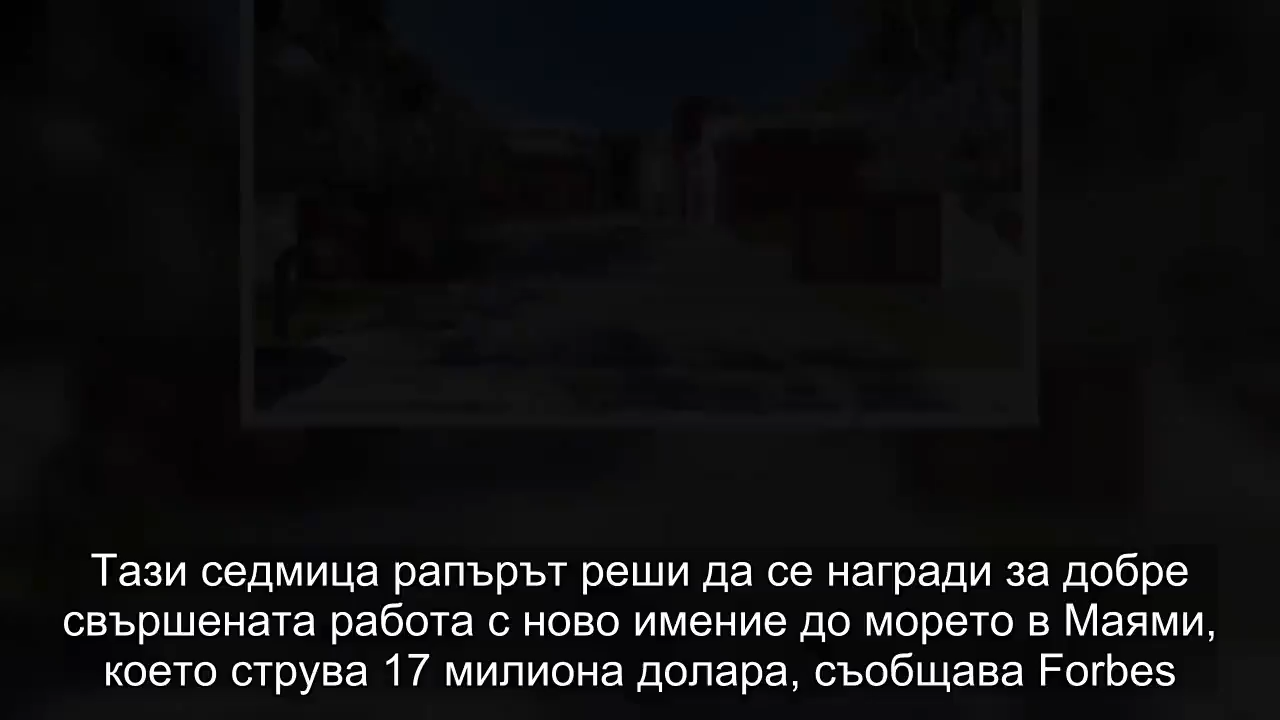 Тази седмица рапърът реши да се награди за добре
свършената работа с ново имение до морето в Маями,
което струва 17 милиона долара, съобщава Forbes